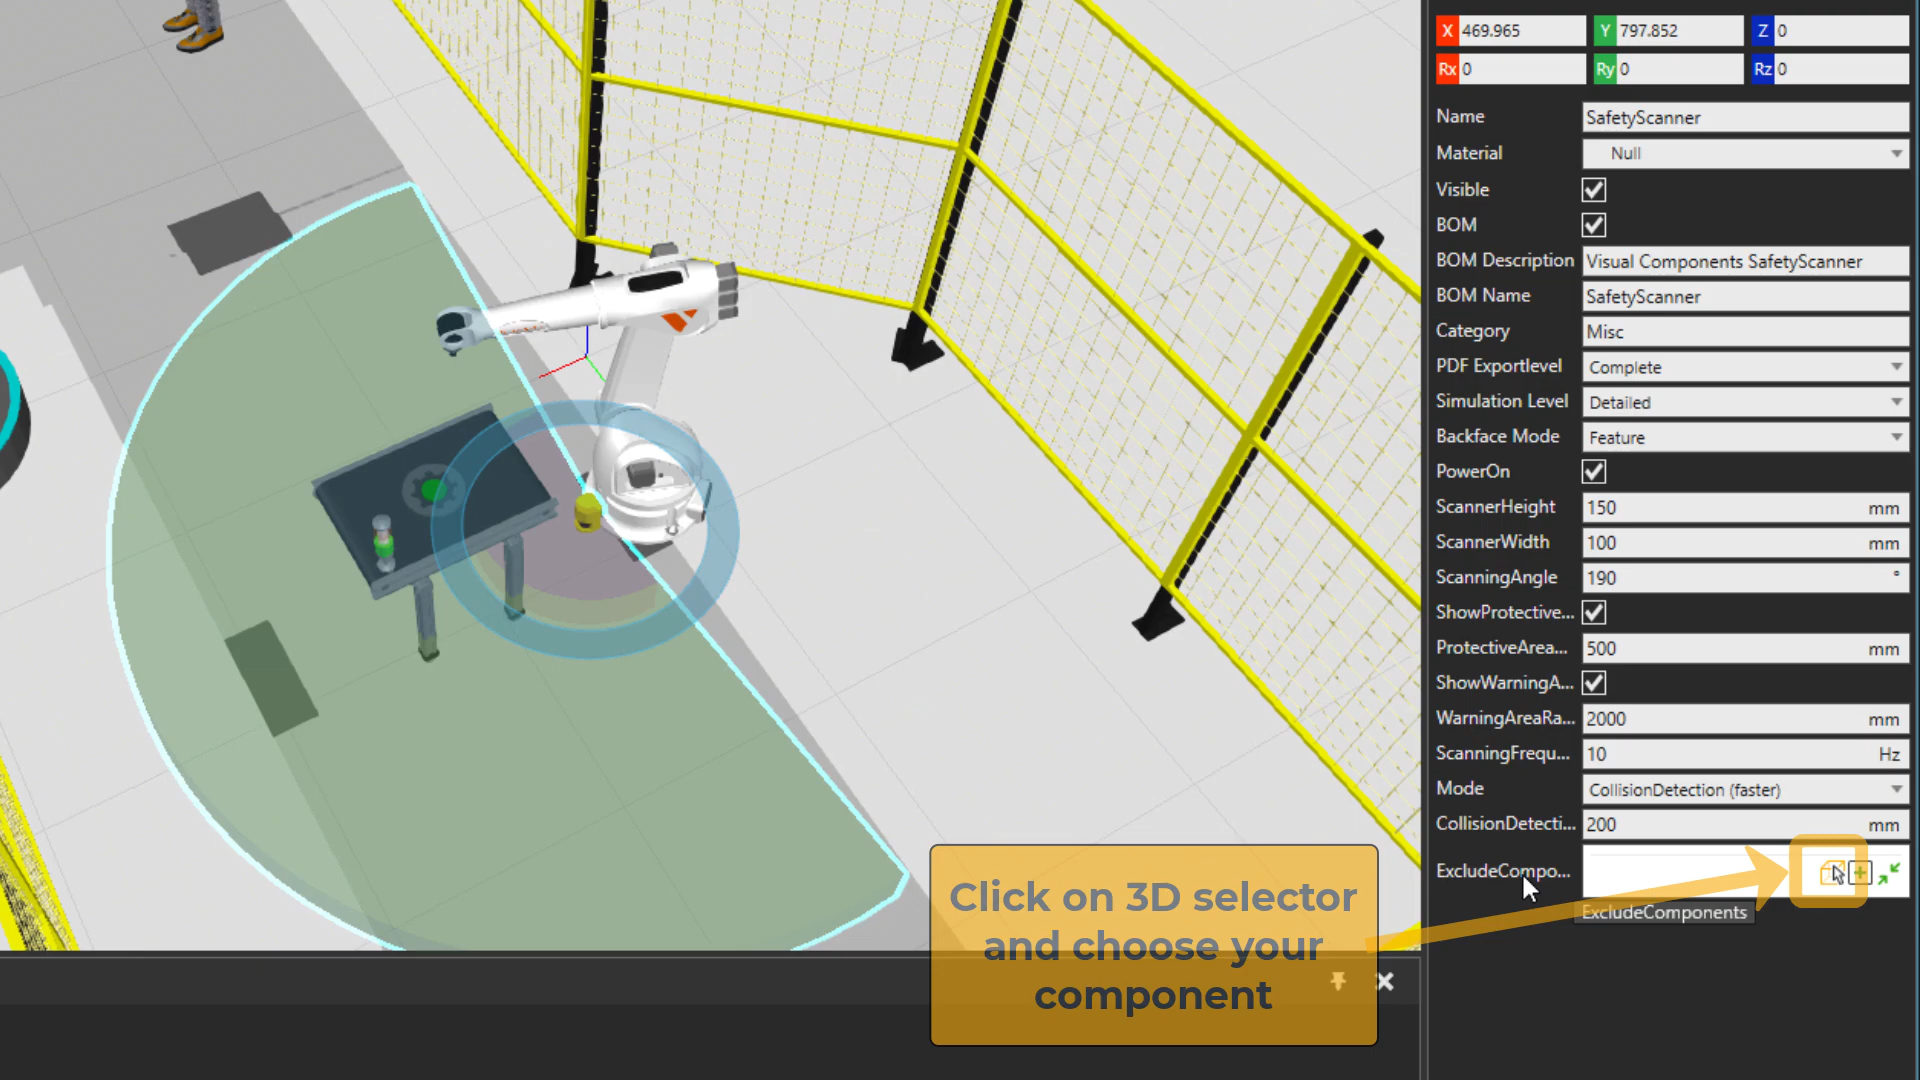 X 469.965 Y 797.852 Z 0
Rx 0 Ry 0 Rz 0
Name SafetyScanner
Material Null
Visible
BOM
BOM Description Visual Components SafetyScanner
BOM Name SafetyScanner
Category Misc
PDF Exportlevel Complete
Simulation Level Detailed
Backface Mode Feature
PowerOn
ScannerHeight 150 mm
ScannerWidth 100 mm
ScanningAngle 190 °
ShowProtective...
ProtectiveArea... 500 mm
ShowWarningA...
WarningAreaRa... 2000 mm
ScanningFrequ... 10 Hz
Mode CollisionDetection (faster)
CollisionDetecti... 200 mm
ExcludeCompo...
ExcludeComponents
Click on 3D selector
and choose your
component